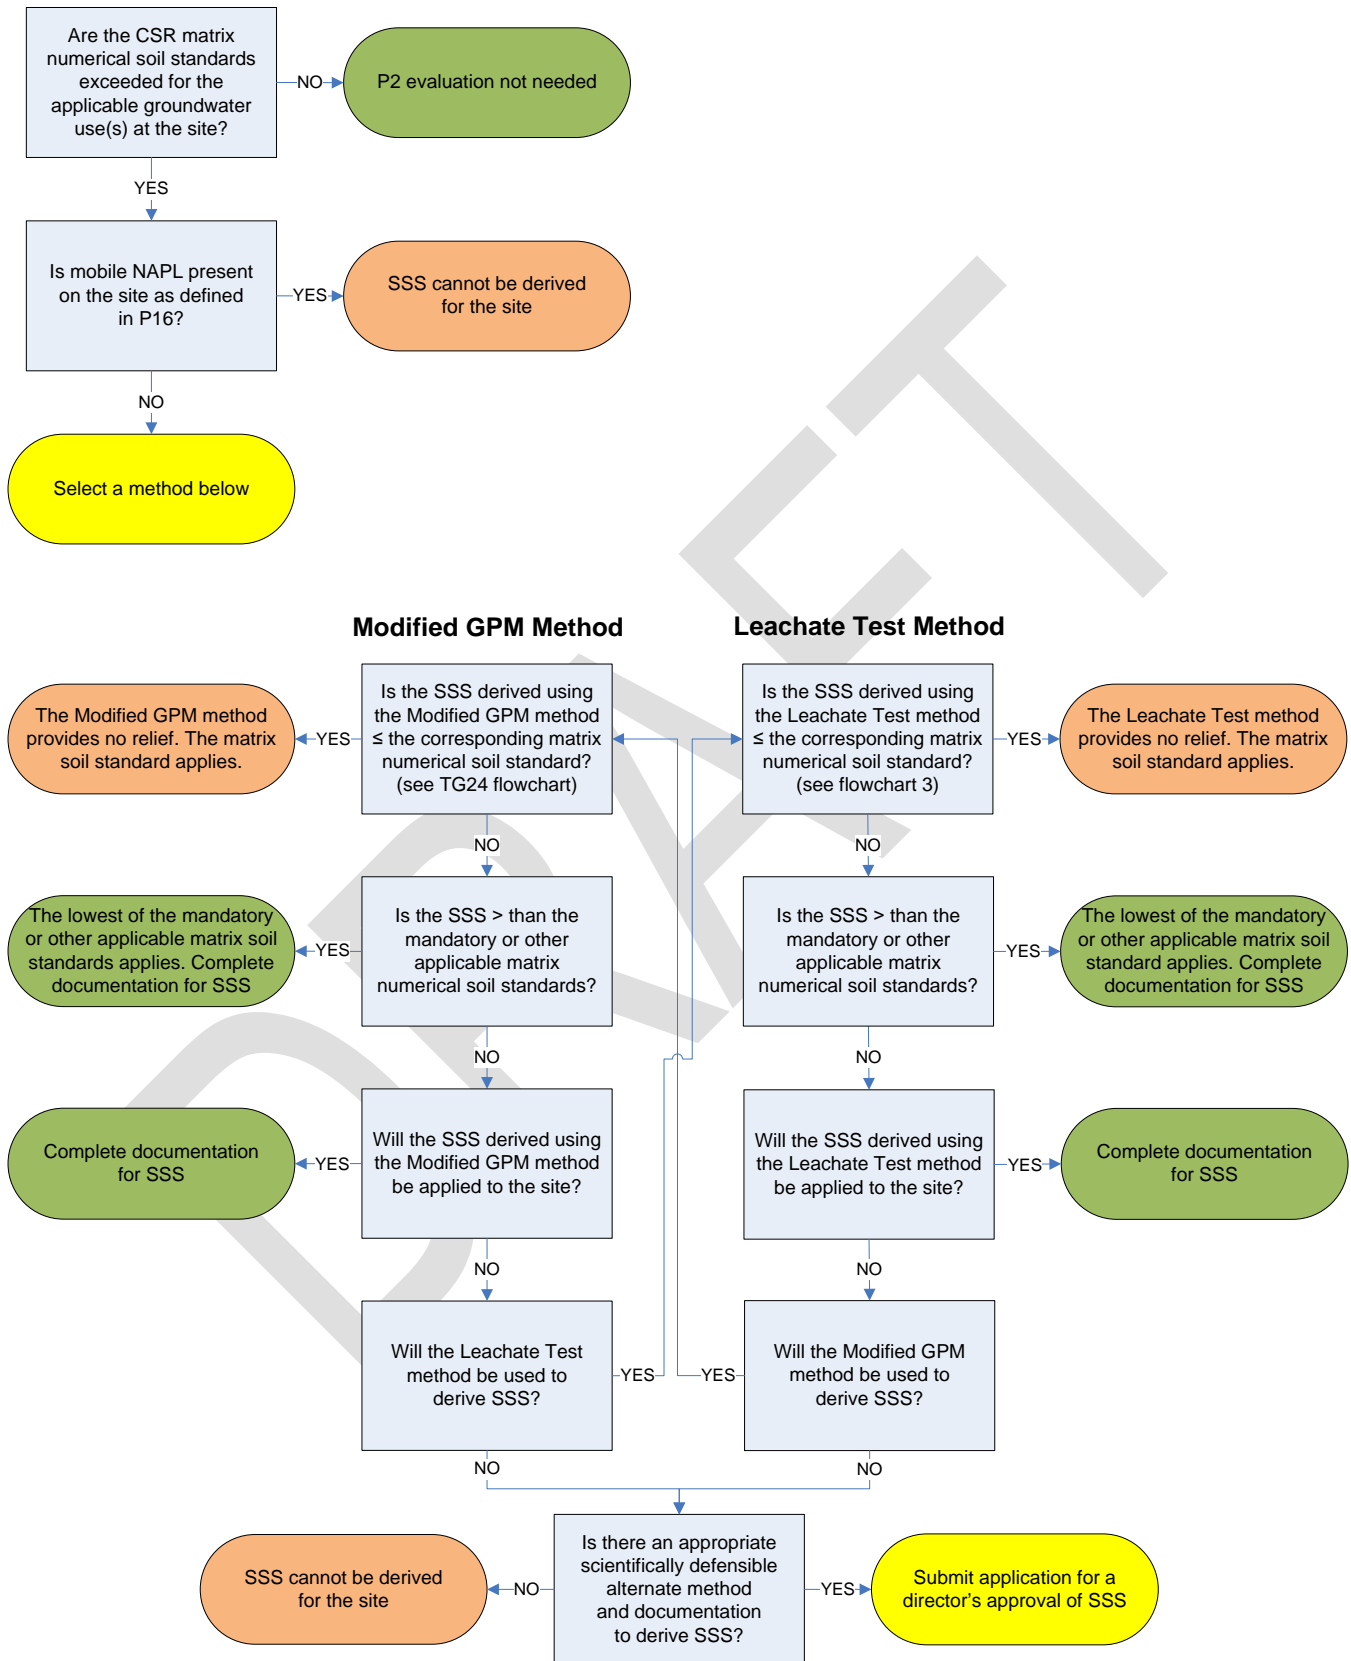 Are the CSR matrix
numerical soil standards
exceeded for the
applicable groundwater
use(s) at the site?
NO
P2 evaluation not needed
YES
Is mobile NAPL present
on the site as defined
in P16?
YES
SSS cannot be derived
for the site
NO
Select a method below
DRAFT
Modified GPM Method
Leachate Test Method
The Modified GPM method
provides no relief. The matrix
soil standard applies.
YES
Is the SSS derived using
the Modified GPM method
≤ the corresponding matrix
numerical soil standard?
(see TG24 flowchart)
Is the SSS derived using
the Leachate Test method
≤ the corresponding matrix
numerical soil standard?
(see flowchart 3)
YES
The Leachate Test method
provides no relief. The matrix
soil standard applies.
NO
NO
The lowest of the mandatory
or other applicable matrix soil
standards applies. Complete
documentation for SSS
YES
Is the SSS > than the
mandatory or other
applicable matrix
numerical soil standards?
Is the SSS > than the
mandatory or other
applicable matrix
numerical soil standards?
YES
The lowest of the mandatory
or other applicable matrix soil
standard applies. Complete
documentation for SSS
NO
NO
Complete documentation
for SSS
YES
Will the SSS derived using
the Modified GPM method
be applied to the site?
Will the SSS derived using
the Leachate Test method
be applied to the site?
YES
Complete documentation
for SSS
NO
NO
Will the Leachate Test
method be used to
derive SSS?
YES
YES
Will the Modified GPM
method be used to
derive SSS?
NO
NO
SSS cannot be derived
for the site
NO
Is there an appropriate
scientifically defensible
alternate method
and documentation
to derive SSS?
YES
Submit application for a
director's approval of SSS